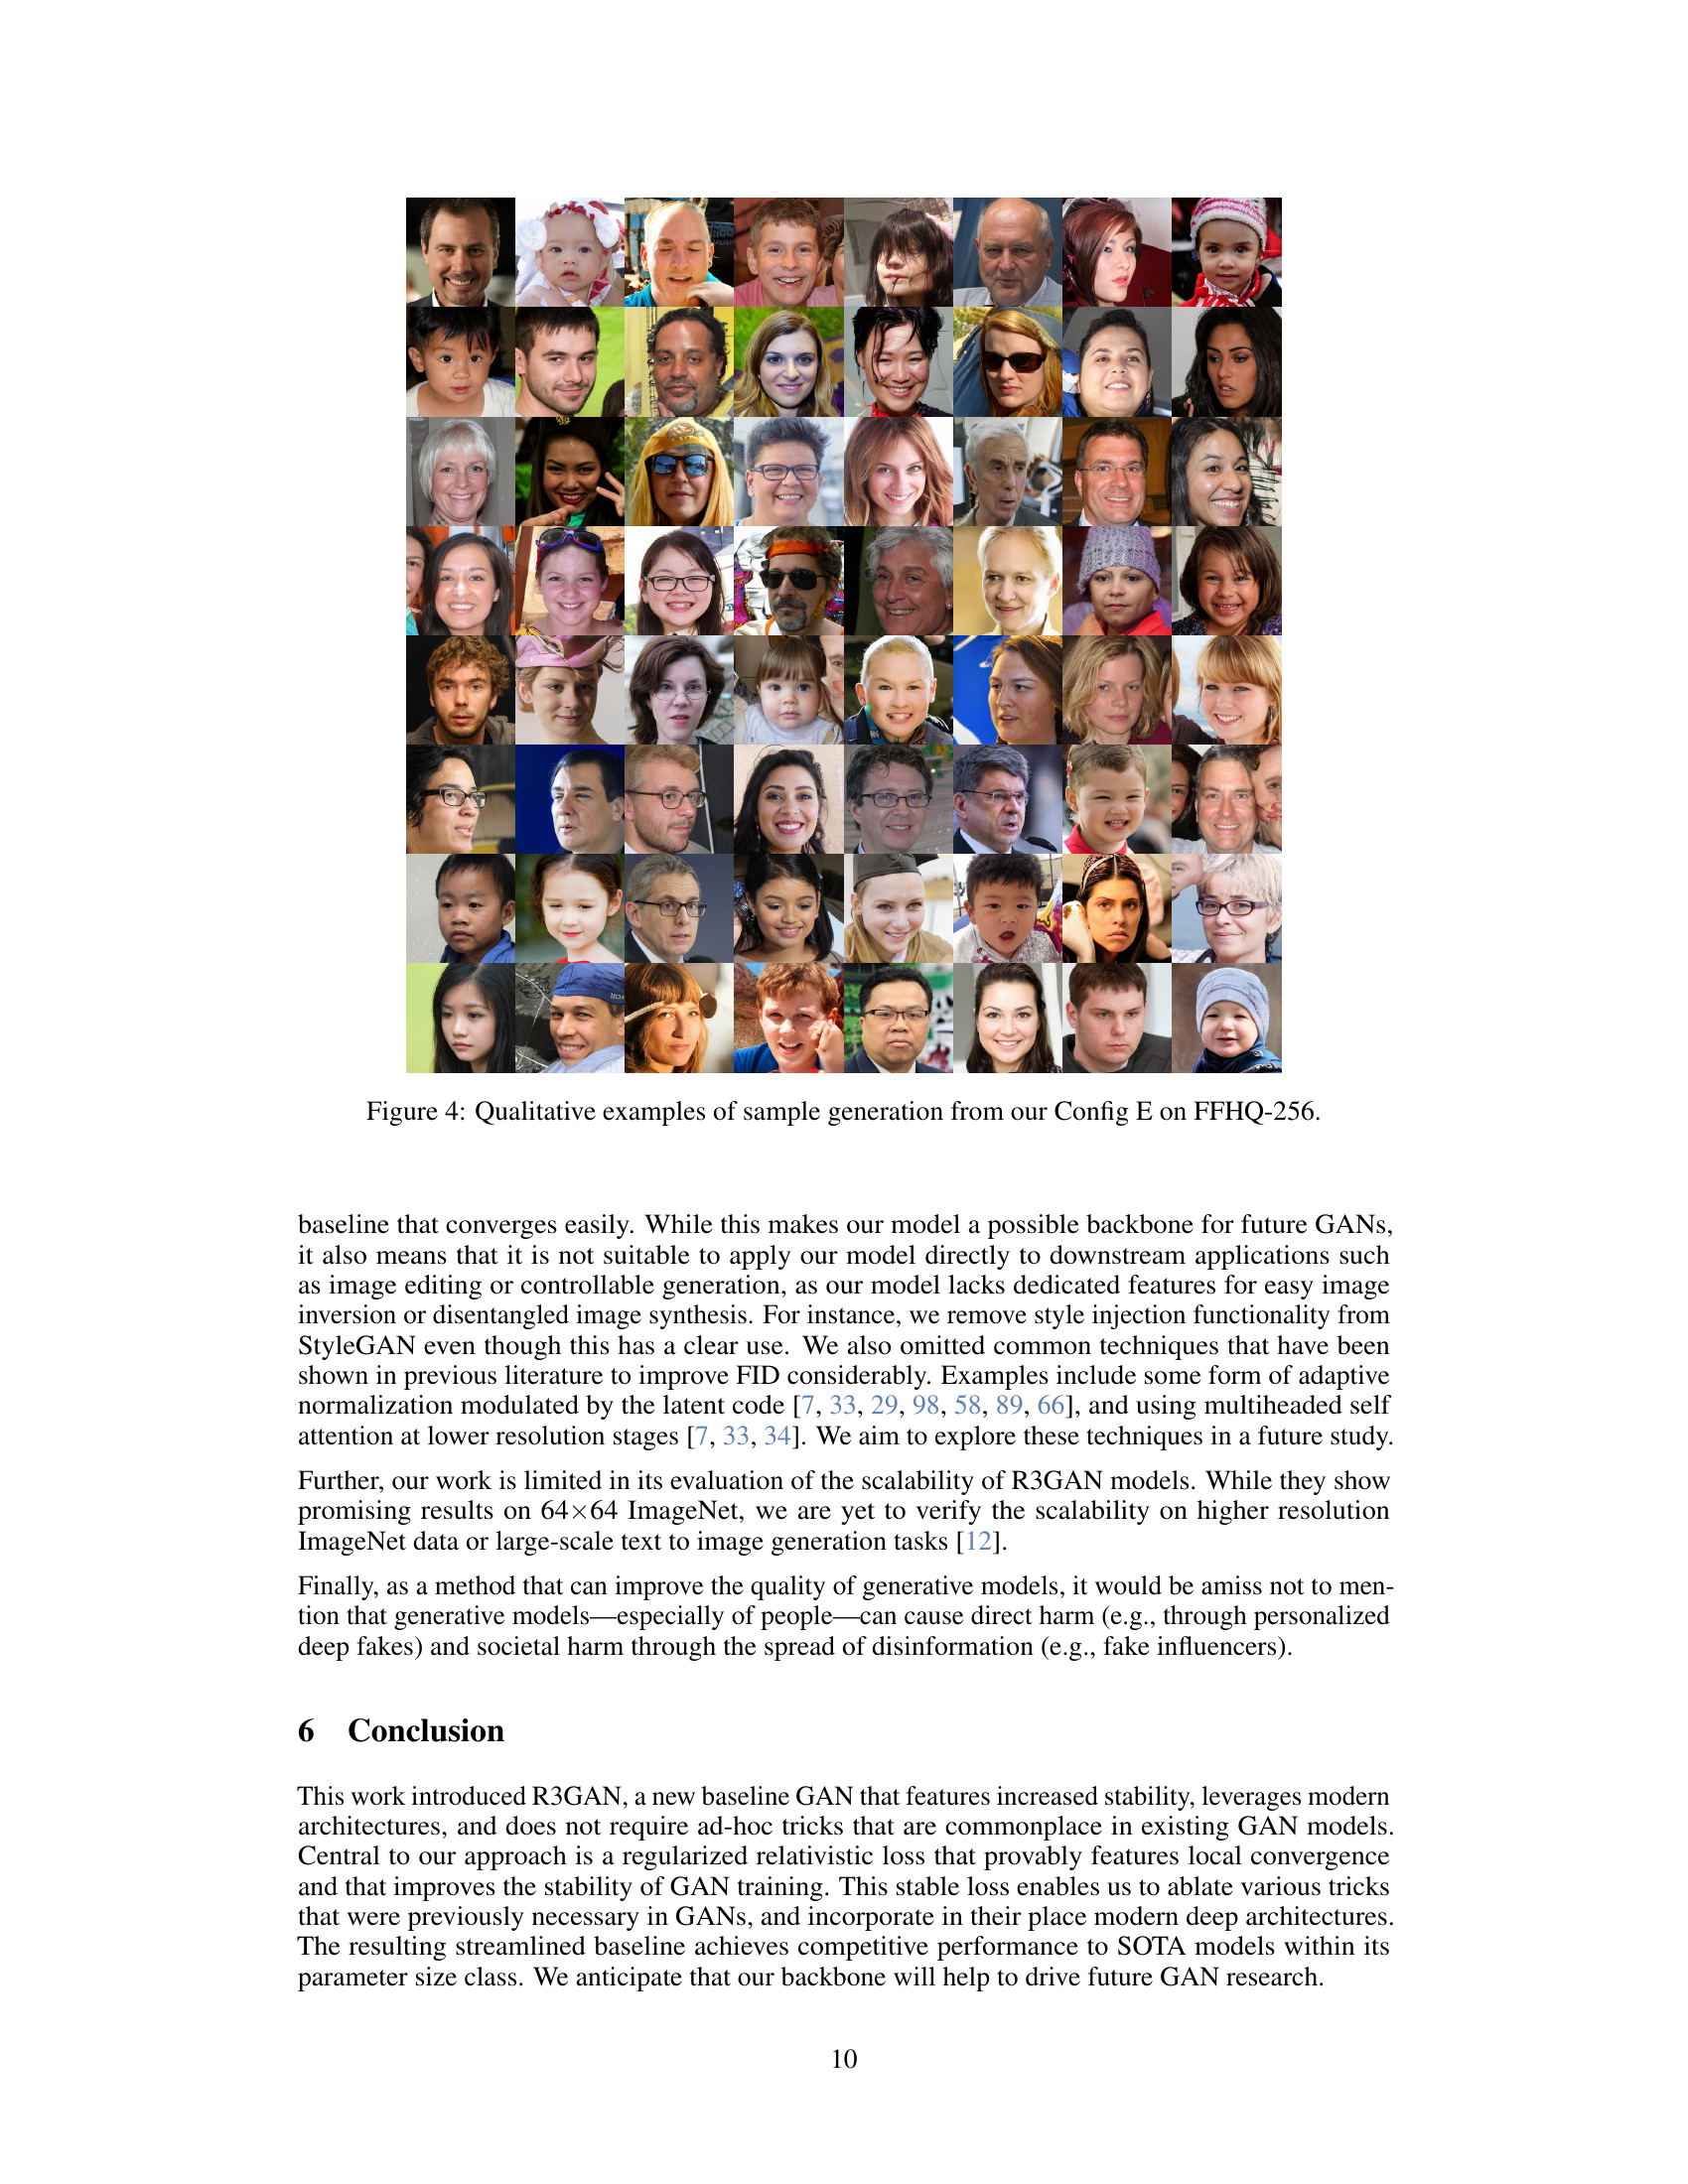 Figure 4: Qualitative examples of sample generation from our Config E on FFHQ-256.
baseline that converges easily. While this makes our model a possible backbone for future GANs,
it also means that it is not suitable to apply our model directly to downstream applications such
as image editing or controllable generation, as our model lacks dedicated features for easy image
inversion or disentangled image synthesis. For instance, we remove style injection functionality from
StyleGAN even though this has a clear use. We also omitted common techniques that have been
shown in previous literature to improve FID considerably. Examples include some form of adaptive
normalization modulated by the latent code [7, 33, 29, 98, 58, 89, 66], and using multiheaded self
attention at lower resolution stages [7, 33, 34]. We aim to explore these techniques in a future study.
Further, our work is limited in its evaluation of the scalability of R3GAN models. While they show
promising results on 64×64 ImageNet, we are yet to verify the scalability on higher resolution
ImageNet data or large-scale text to image generation tasks [12].
Finally, as a method that can improve the quality of generative models, it would be amiss not to men-
tion that generative models—especially of people—can cause direct harm (e.g., through personalized
deep fakes) and societal harm through the spread of disinformation (e.g., fake influencers).
6 Conclusion
This work introduced R3GAN, a new baseline GAN that features increased stability, leverages modern
architectures, and does not require ad-hoc tricks that are commonplace in existing GAN models.
Central to our approach is a regularized relativistic loss that provably features local convergence
and that improves the stability of GAN training. This stable loss enables us to ablate various tricks
that were previously necessary in GANs, and incorporate in their place modern deep architectures.
The resulting streamlined baseline achieves competitive performance to SOTA models within its
parameter size class. We anticipate that our backbone will help to drive future GAN research.
10